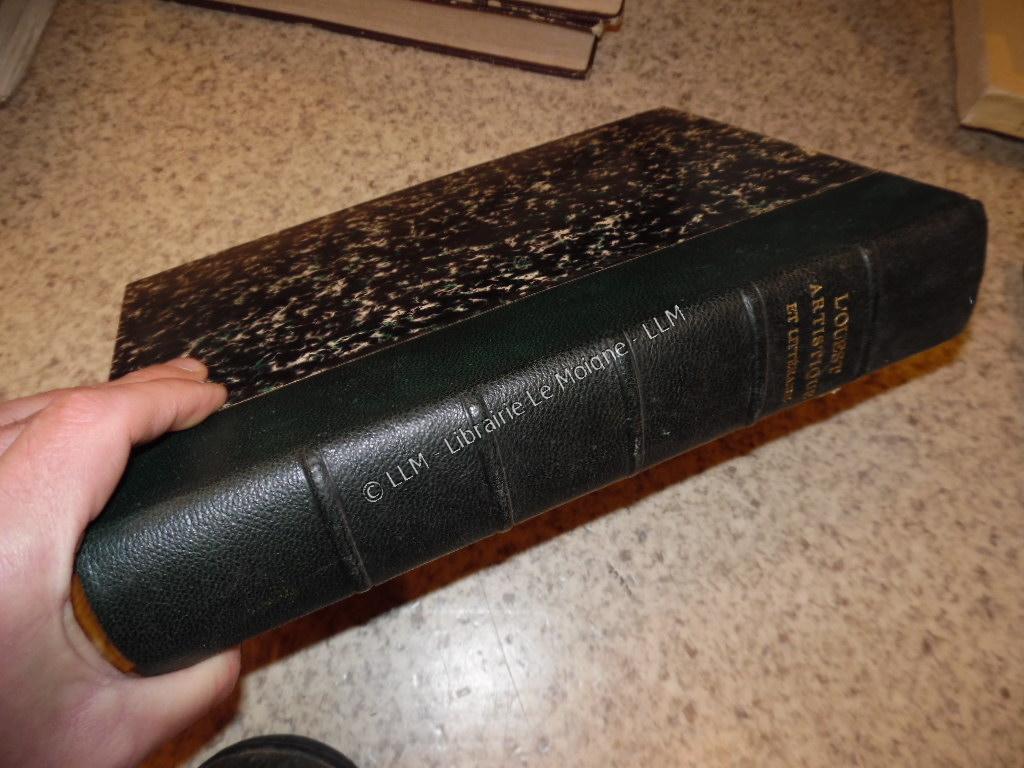 L'OUEST
ARTISTIQUE
ET LITTÉRAIRE
© LLM - Librairie Le Moigne - LLM